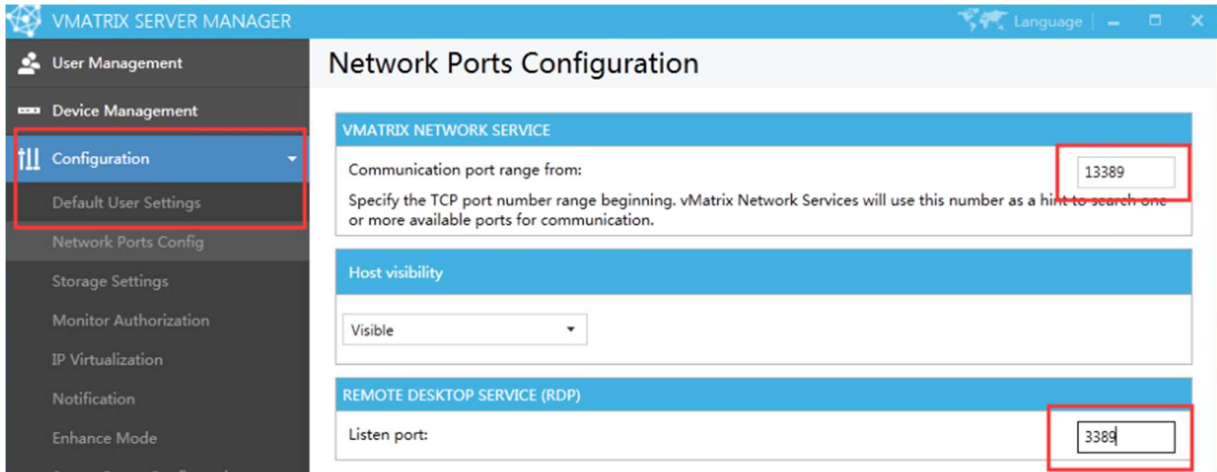 VMATRIX SERVER MANAGER
Language
User Management
Device Management
Configuration
Default User Settings
Network Ports Config
Storage Settings
Monitor Authorization
IP Virtualization
Notification
Enhance Mode
Network Ports Configuration
VMATRIX NETWORK SERVICE
Communication port range from:
13389
Specify the TCP port number range beginning. vMatrix Network Services will use this number as a hint to search one
or more available ports for communication.
Host visibility
Visible
REMOTE DESKTOP SERVICE (RDP)
Listen port:
3389